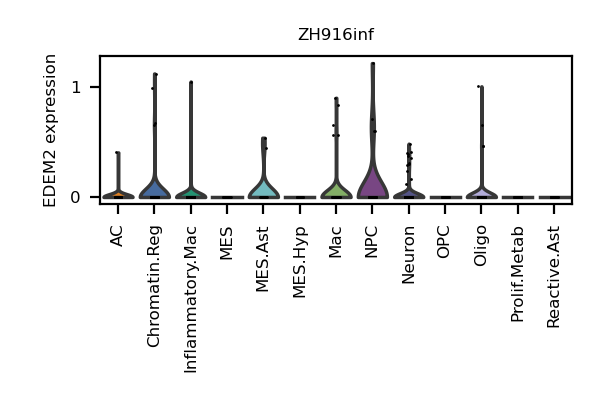 ZH916inf
EDEM2 expression
1
0
AC
Chromatin.Reg
Inflammatory.Mac
MES
MES.Ast
MES.Hyp
Mac
NPC
Neuron
OPC
Oligo
Prolif.Metab
Reactive.Ast